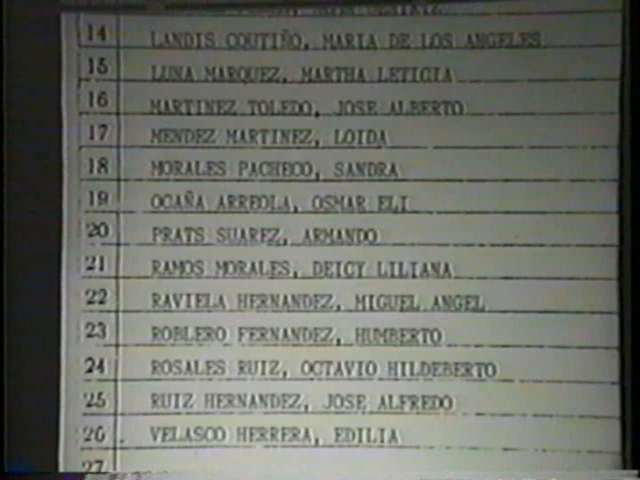 14 LANDIS COUTIÑO, MARIA DE LOS ANGELES
15 LUNA MARQUEZ, MARTHA LETICIA
16 MARTINEZ TOLEDO, JOSE ALBERTO
17 MENDEZ MARTINEZ, LOIDA
18 MORALES PACHECO, SANDRA
19 OCAÑA ARREOLA, OSMAR ELI
20 PRATS SUAREZ, ARMANDO
21 RAMOS MORALES, DEICY LILIANA
22 RAVIELA HERNANDEZ, MIGUEL ANGEL
23 ROBLERO FERNANDEZ, HUMBERTO
24 ROSALES RUIZ, OCTAVIO HILDEBERTO
25 RUIZ HERNANDEZ, JOSE ALFREDO
26 VELASCO HERRERA, EDILIA
27